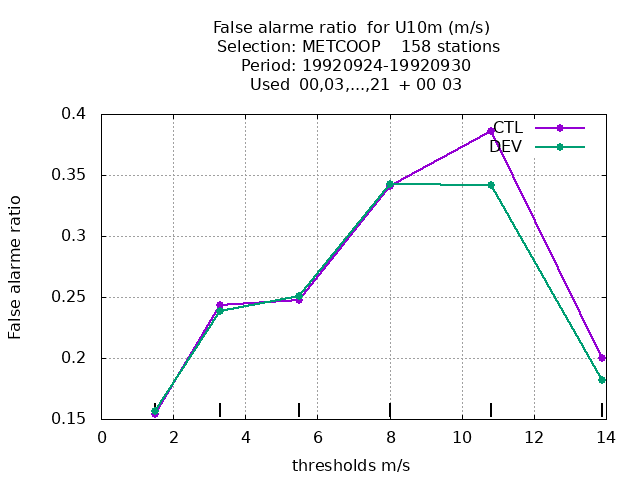 False alarme ratio  for U10m (m/s)
Selection: METCOOP    158 stations
Period: 19920924-19920930
Used  00,03,...,21  + 00 03
0.4
0.35
0.3
0.25
0.2
0.15
False alarme ratio
CTL
DEV
0 2 4 6 8 10 12 14
thresholds m/s